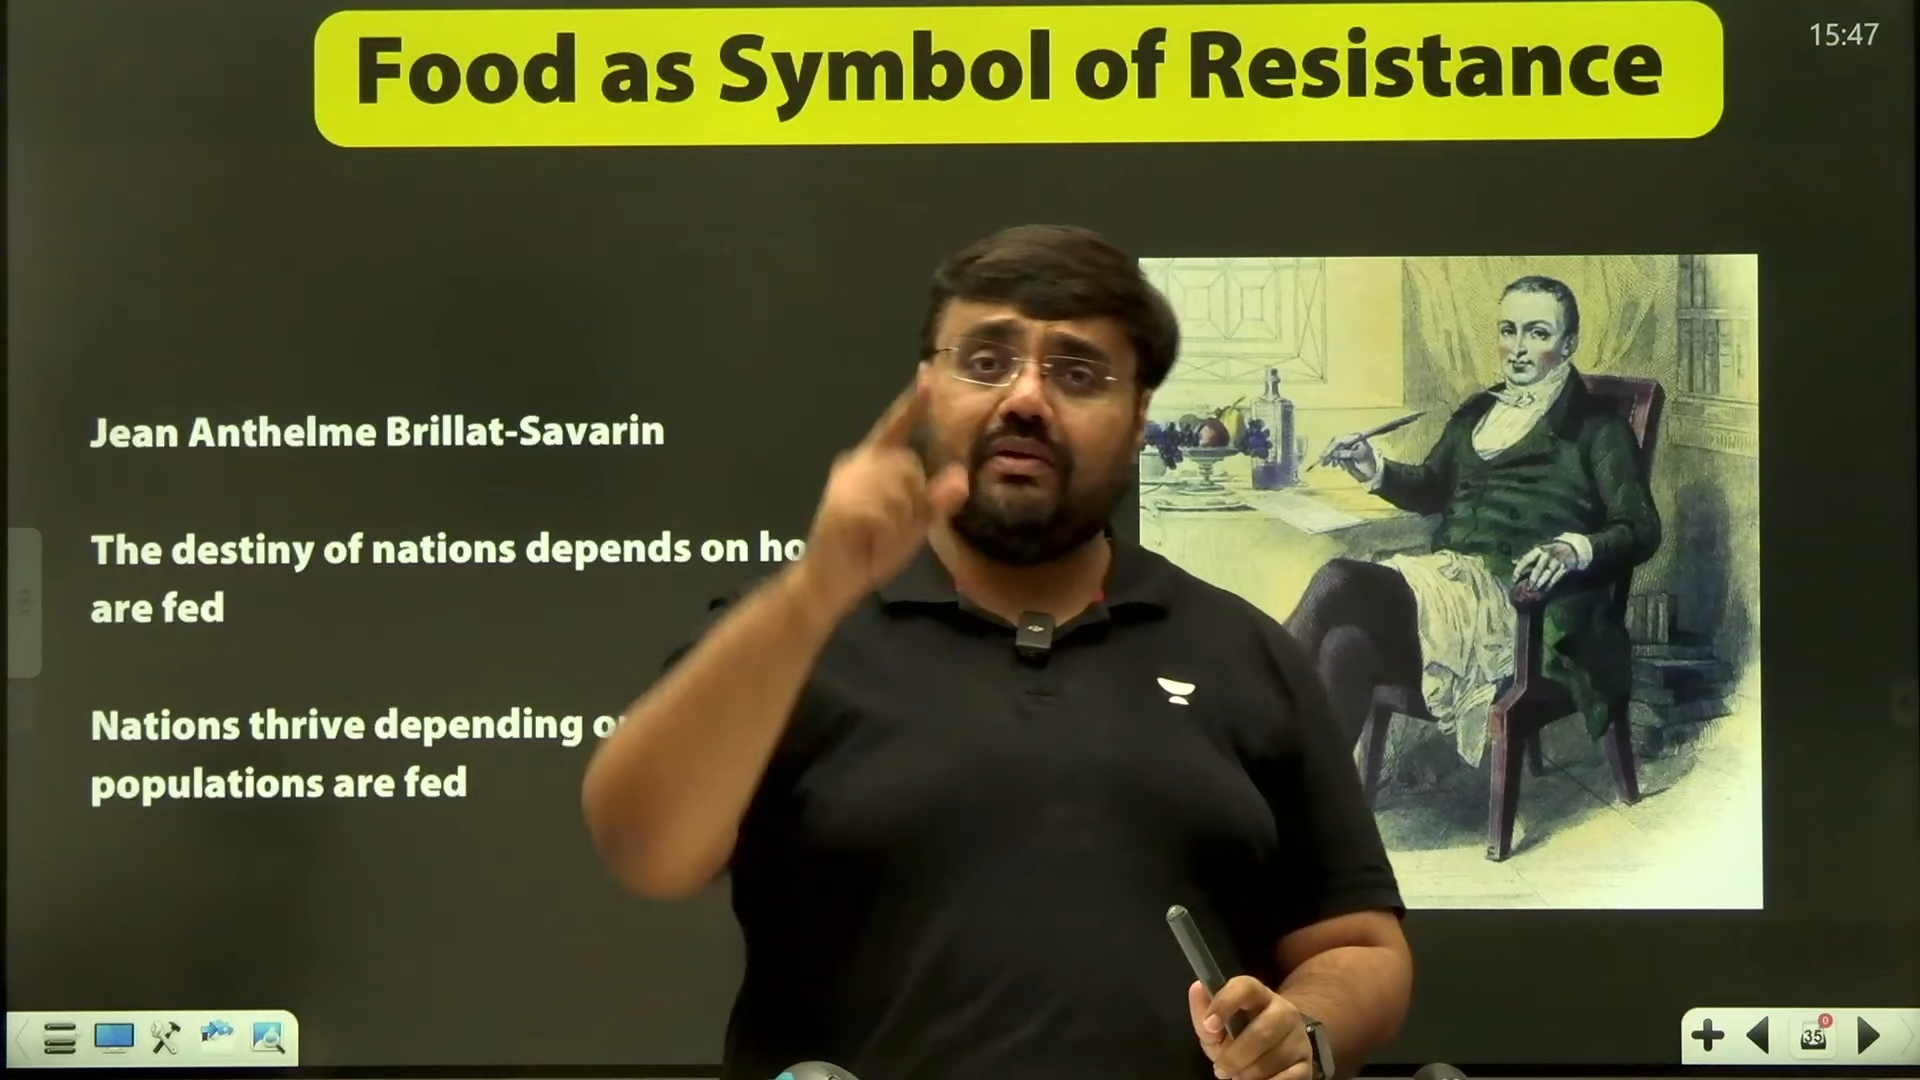 Food as Symbol of Resistance
15:47
Jean Anthelme Brillat-Savarin
The destiny of nations depends on
are fed
Nations thrive depending
populations are fed
35
0